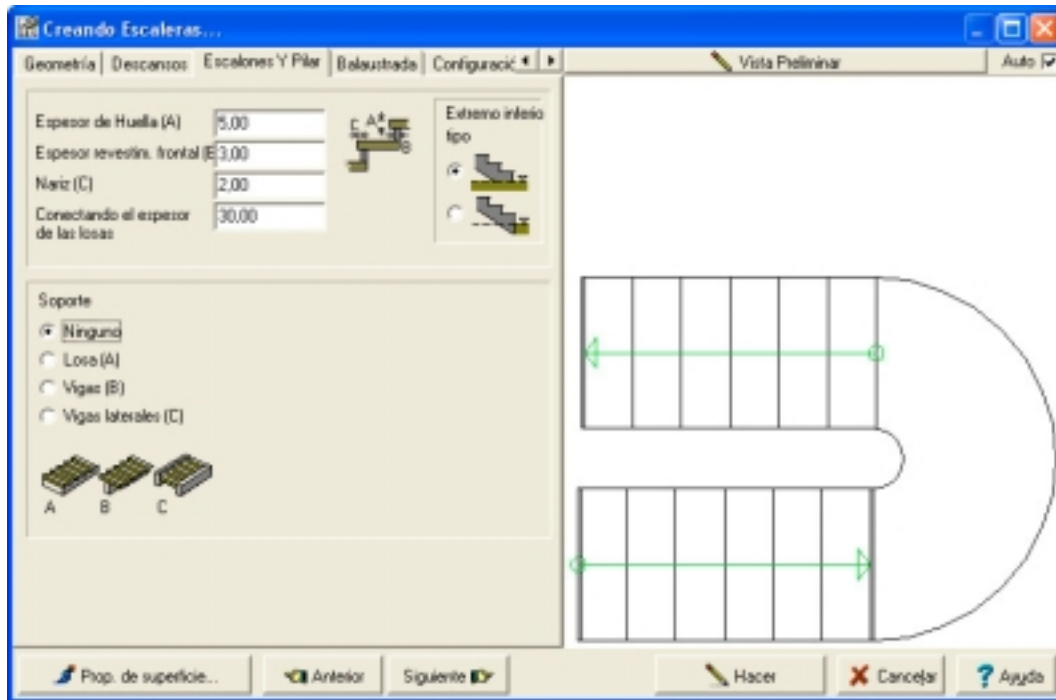 Creando Escaleras...
Geometría Descansos Escalones Y Pilar Balaustrada Configuració
Vista Preliminar Auto
Espesor de Huella (A) 5,00
Espesor revestim. frontal (E 3,00
Nariz (C) 2,00
Conectando el espesor
de las losas 30,00
C A B
Extremo inferio
tipo
Soporte
Ninguno
Losa (A)
Vigas (B)
Vigas laterales (C)
A B C
Prop. de superficie... Anterior Siguiente Hacer Cancelar Ayuda